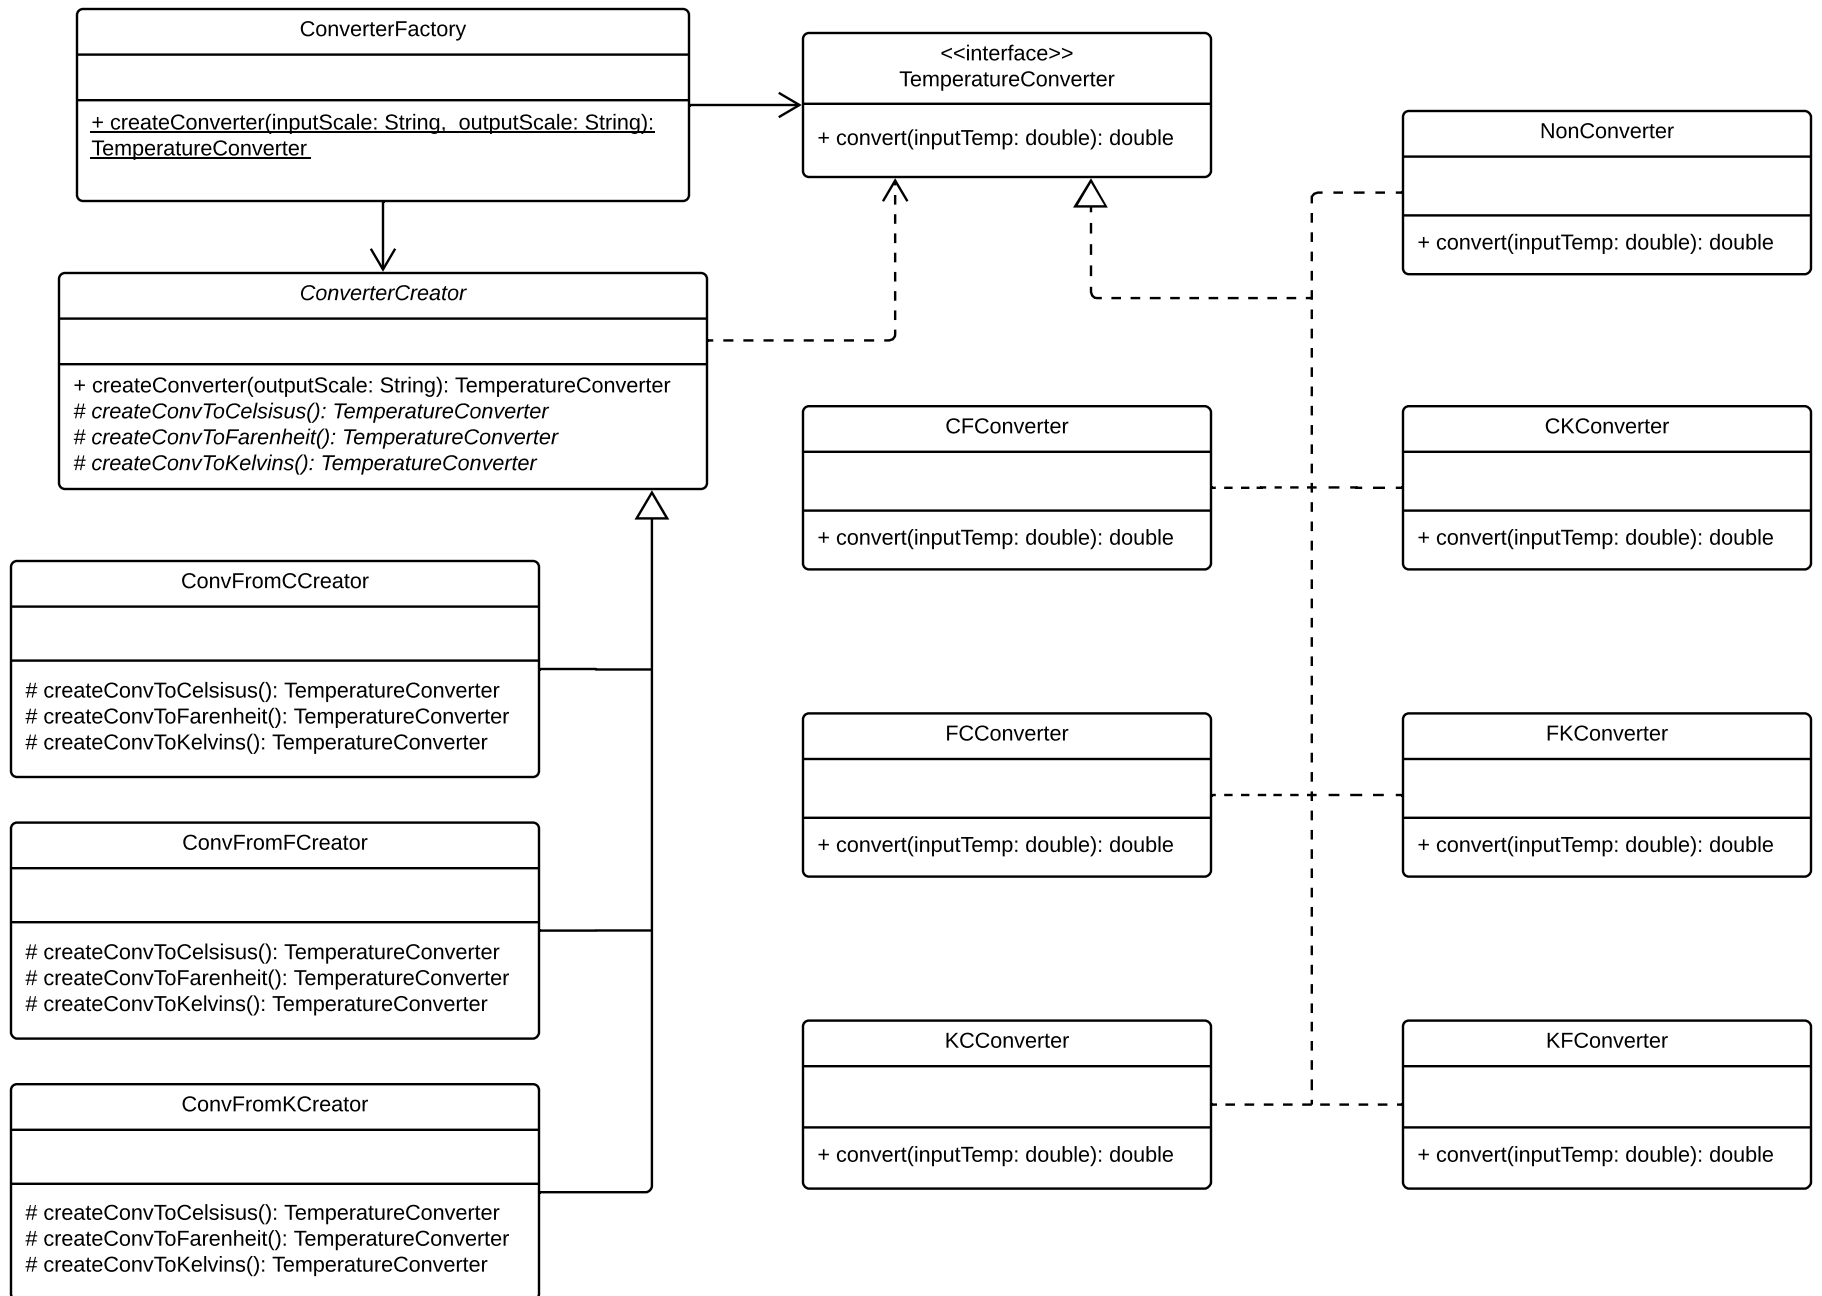 ConverterFactory
+ createConverter(inputScale: String,  outputScale: String):
TemperatureConverter
<<interface>>
TemperatureConverter
+ convert(inputTemp: double): double
NonConverter
+ convert(inputTemp: double): double
ConverterCreator
+ createConverter(outputScale: String): TemperatureConverter
# createConvToCelsisus(): TemperatureConverter
# createConvToFarenheit(): TemperatureConverter
# createConvToKelvins(): TemperatureConverter
CFConverter
+ convert(inputTemp: double): double
CKConverter
+ convert(inputTemp: double): double
ConvFromCCreator
# createConvToCelsisus(): TemperatureConverter
# createConvToFarenheit(): TemperatureConverter
# createConvToKelvins(): TemperatureConverter
FCConverter
+ convert(inputTemp: double): double
FKConverter
+ convert(inputTemp: double): double
ConvFromFCreator
# createConvToCelsisus(): TemperatureConverter
# createConvToFarenheit(): TemperatureConverter
# createConvToKelvins(): TemperatureConverter
KCConverter
+ convert(inputTemp: double): double
KFConverter
+ convert(inputTemp: double): double
ConvFromKCreator
# createConvToCelsisus(): TemperatureConverter
# createConvToFarenheit(): TemperatureConverter
# createConvToKelvins(): TemperatureConverter